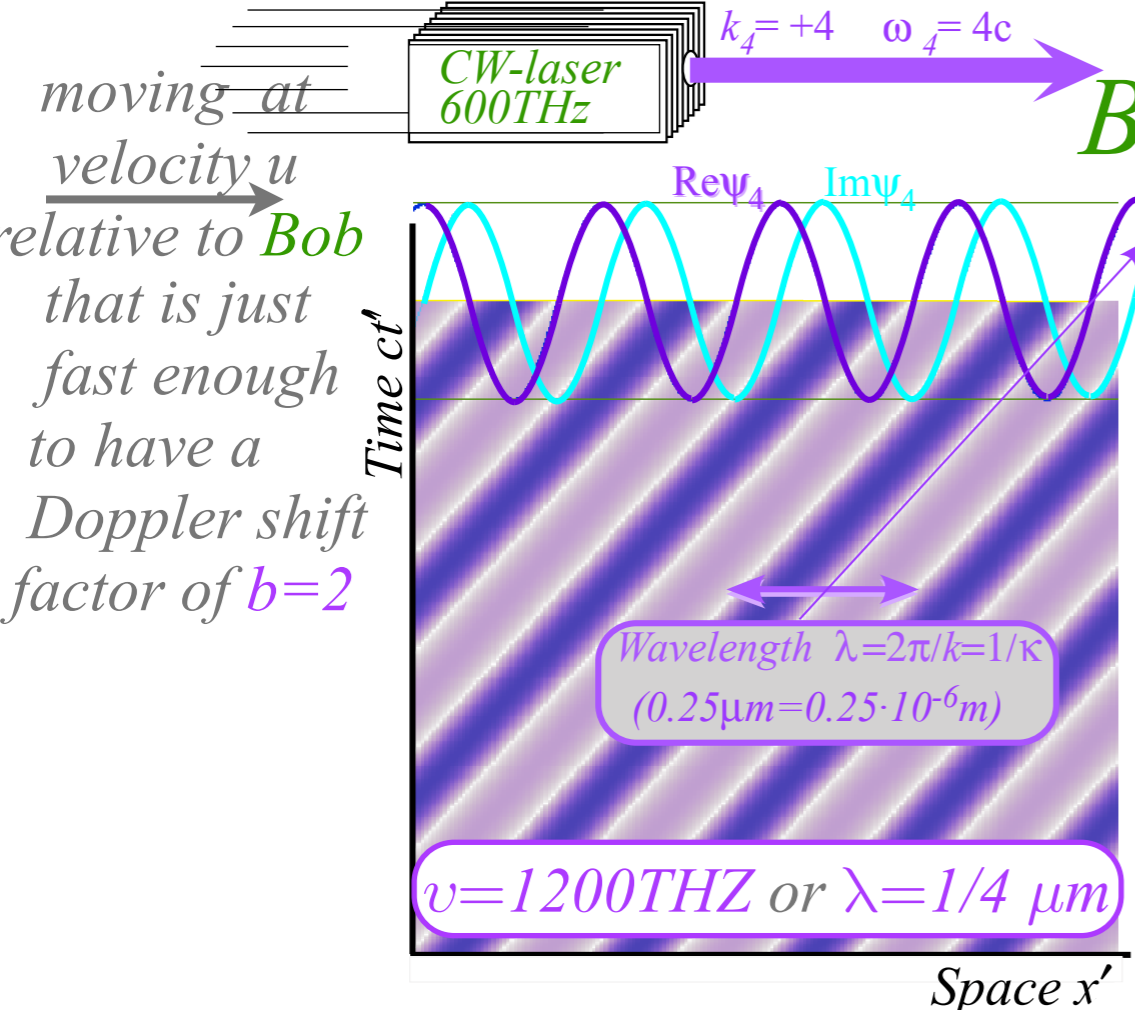 CW-laser
600THz
k₄= +4 ω₄= 4c
B
moving at
velocity u
relative to Bob
that is just
fast enough
to have a
Doppler shift
factor of b=2
Reψ₄ Imψ₄
Time ct′
Wavelength λ=2π/k=1/κ
(0.25μm=0.25·10⁻⁶m)
υ=1200THZ or λ=1/4 μm
Space x′